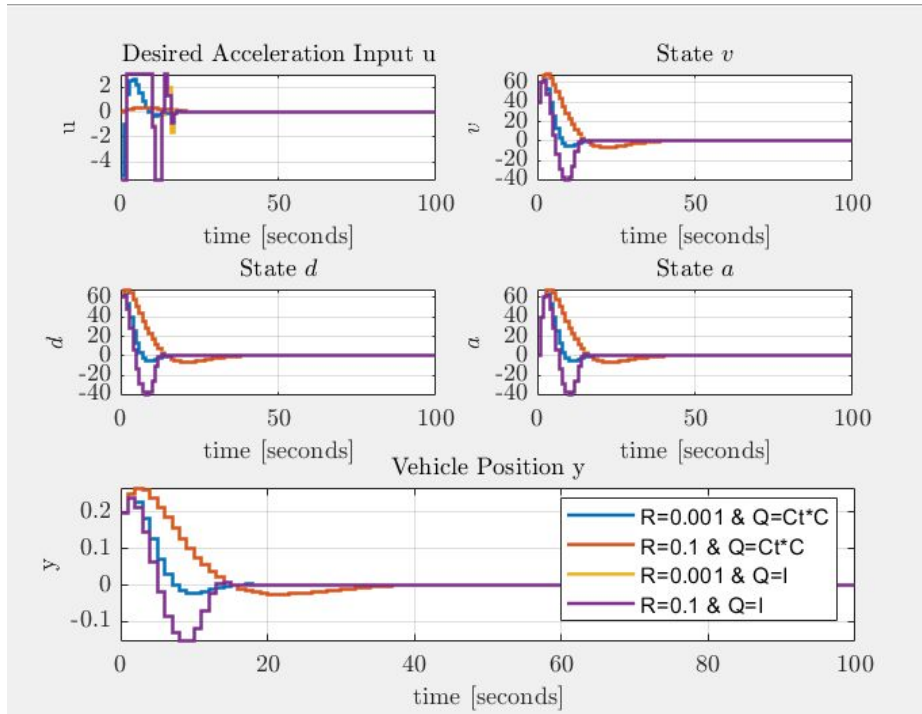 Desired Acceleration Input u
State v
2
0
-2
-4
u
0
50
100
time [seconds]
60
40
20
0
-20
-40
v
0
50
100
time [seconds]
State d
State a
60
40
20
0
-20
-40
d
0
50
100
time [seconds]
60
40
20
0
-20
-40
a
0
50
100
time [seconds]
Vehicle Position y
0.2
0.1
0
-0.1
y
R=0.001 & Q=Ct*C
R=0.1 & Q=Ct*C
R=0.001 & Q=I
R=0.1 & Q=I
0
20
40
60
80
100
time [seconds]